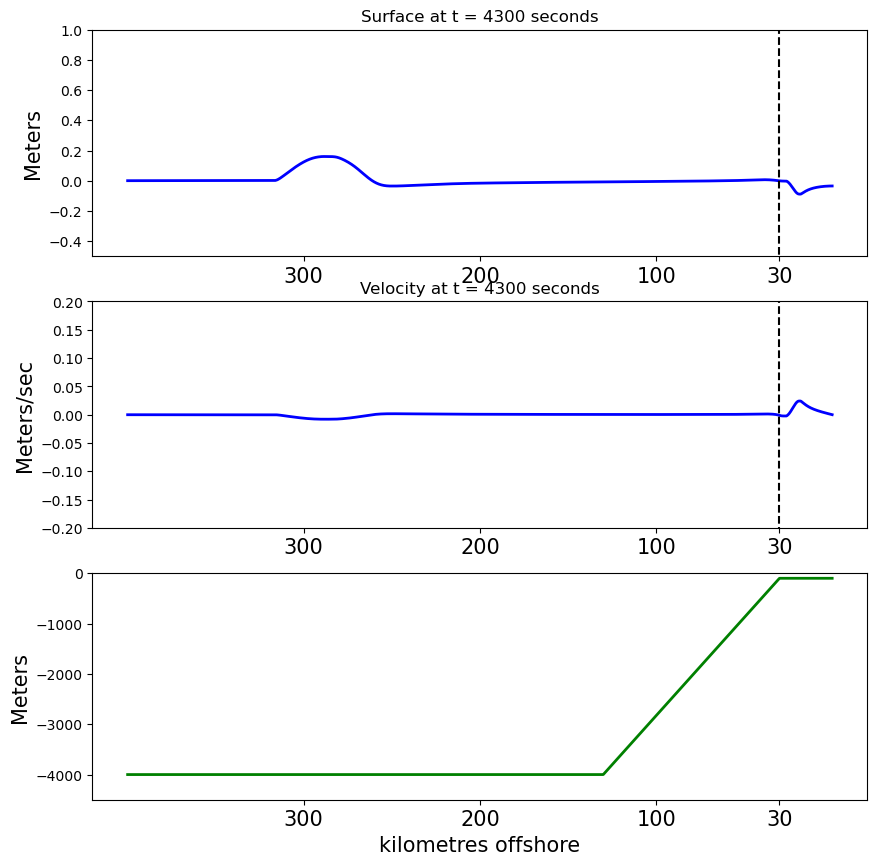 Surface at t = 4300 seconds
1.0
0.8
0.6
0.4
0.2
0.0
−0.2
−0.4
Meters
300 200 100 30
Velocity at t = 4300 seconds
0.20
0.15
0.10
0.05
0.00
−0.05
−0.10
−0.15
−0.20
Meters/sec
300 200 100 30
0
−1000
−2000
−3000
−4000
Meters
300 200 100 30
kilometres offshore